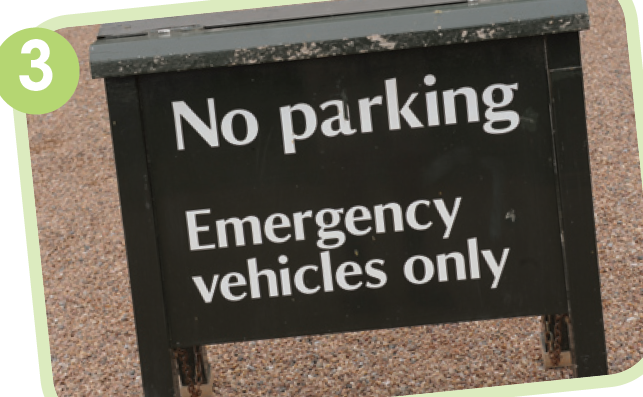 3
No parking
Emergency
vehicles only